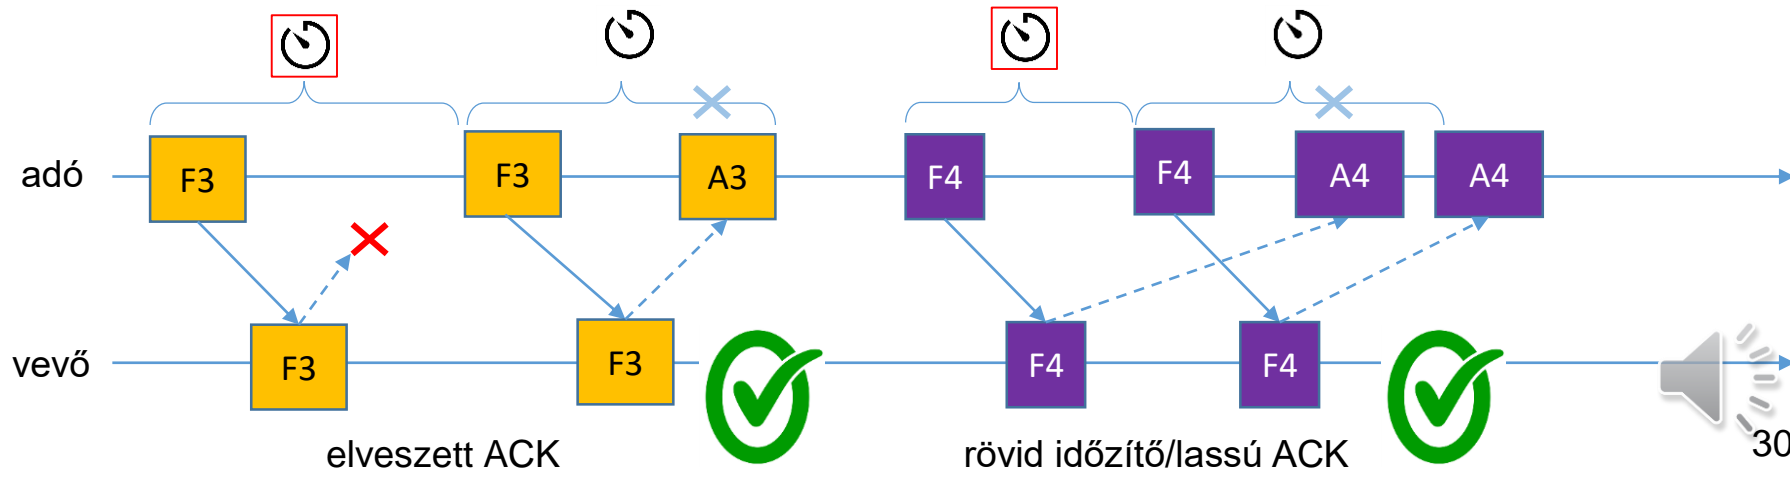 adó F3 F3 A3 F4 F4 A4 A4
vevő F3 F3 F4 F4
elveszett ACK rövid időzítő/lassú ACK 30